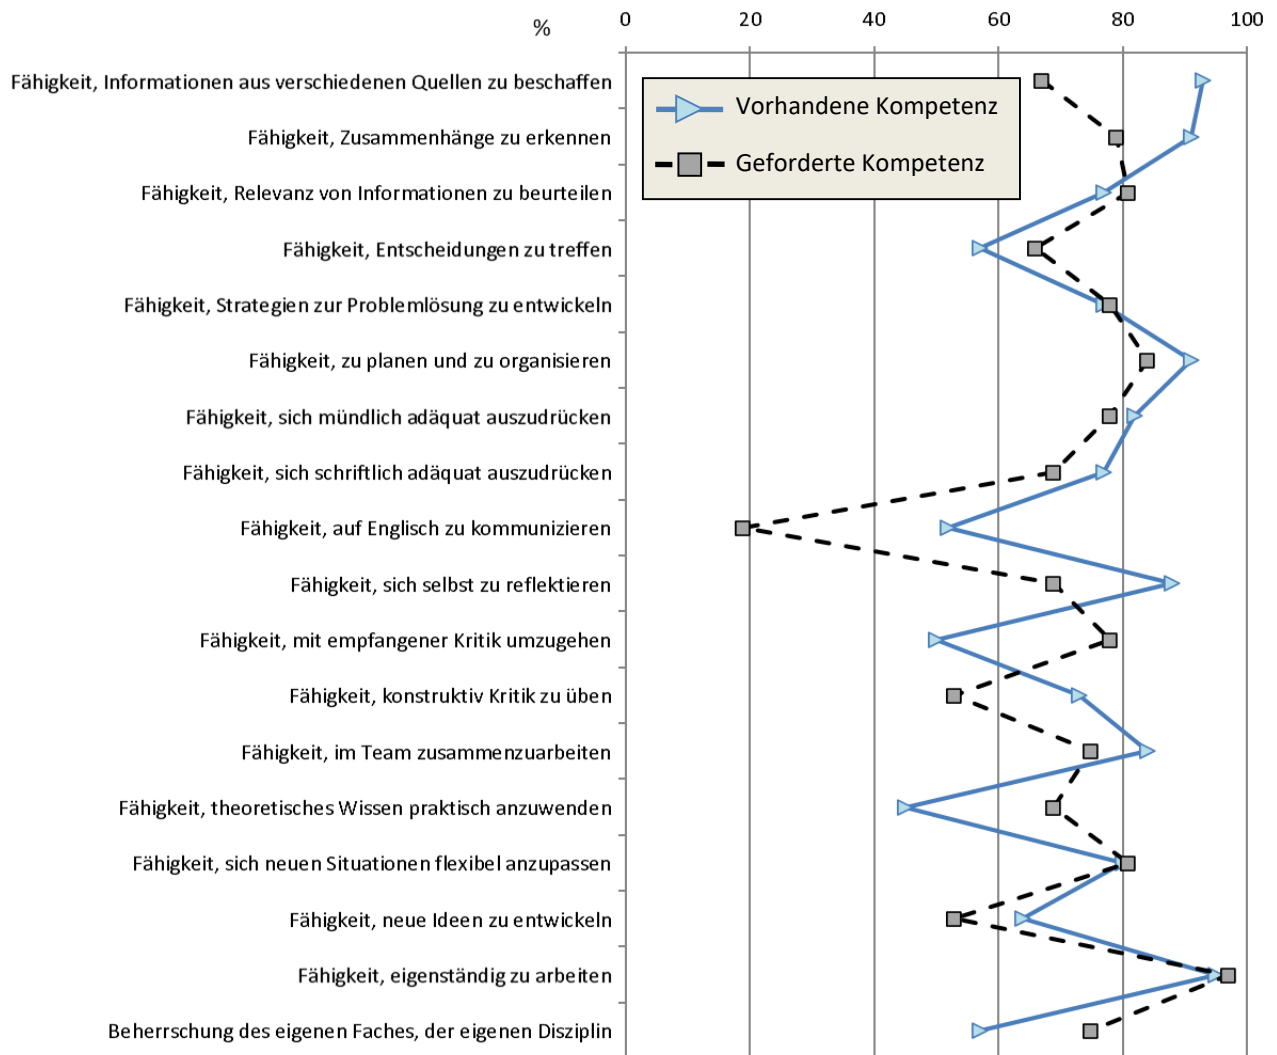 % 0 20 40 60 80 100
Fähigkeit, Informationen aus verschiedenen Quellen zu beschaffen
Vorhandene Kompetenz
Fähigkeit, Zusammenhänge zu erkennen
Geforderte Kompetenz
Fähigkeit, Relevanz von Informationen zu beurteilen
Fähigkeit, Entscheidungen zu treffen
Fähigkeit, Strategien zur Problemlösung zu entwickeln
Fähigkeit, zu planen und zu organisieren
Fähigkeit, sich mündlich adäquat auszudrücken
Fähigkeit, sich schriftlich adäquat auszudrücken
Fähigkeit, auf Englisch zu kommunizieren
Fähigkeit, sich selbst zu reflektieren
Fähigkeit, mit empfangener Kritik umzugehen
Fähigkeit, konstruktiv Kritik zu üben
Fähigkeit, im Team zusammenzuarbeiten
Fähigkeit, theoretisches Wissen praktisch anzuwenden
Fähigkeit, sich neuen Situationen flexibel anzupassen
Fähigkeit, neue Ideen zu entwickeln
Fähigkeit, eigenständig zu arbeiten
Beherrschung des eigenen Faches, der eigenen Disziplin